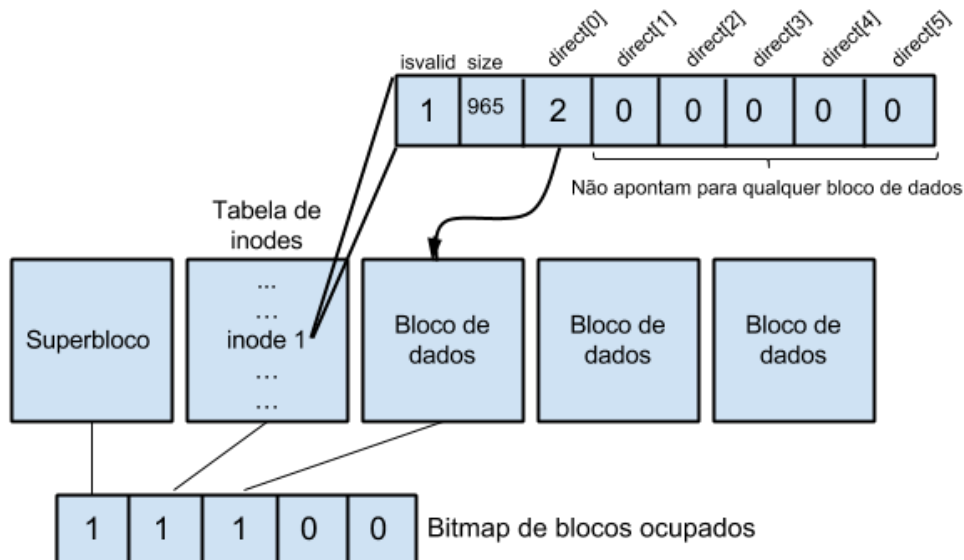 direct[0] direct[1] direct[2] direct[3] direct[4] direct[5]
isvalid size
1 965 2 0 0 0 0 0
Não apontam para qualquer bloco de dados
Tabela de
inodes
Superbloco
...
...
inode 1
...
...
Bloco de
dados
Bloco de
dados
Bloco de
dados
1 1 1 0 0
Bitmap de blocos ocupados